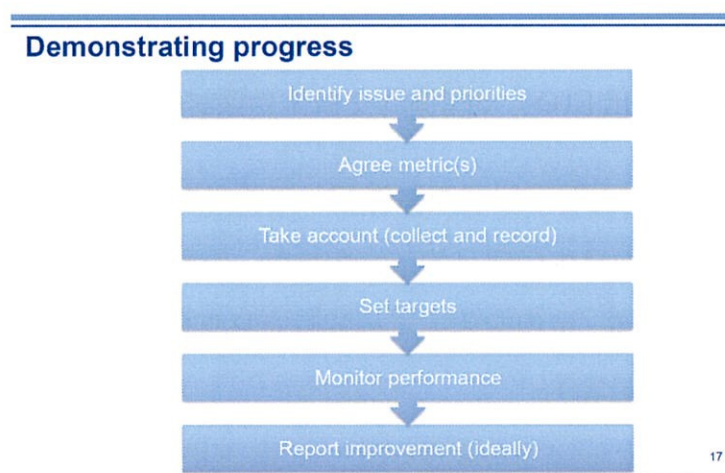 Demonstrating progress
Identify issue and priorities
Agree metric(s)
Take account (collect and record)
Set targets
Monitor performance
Report improvement (ideally)
17